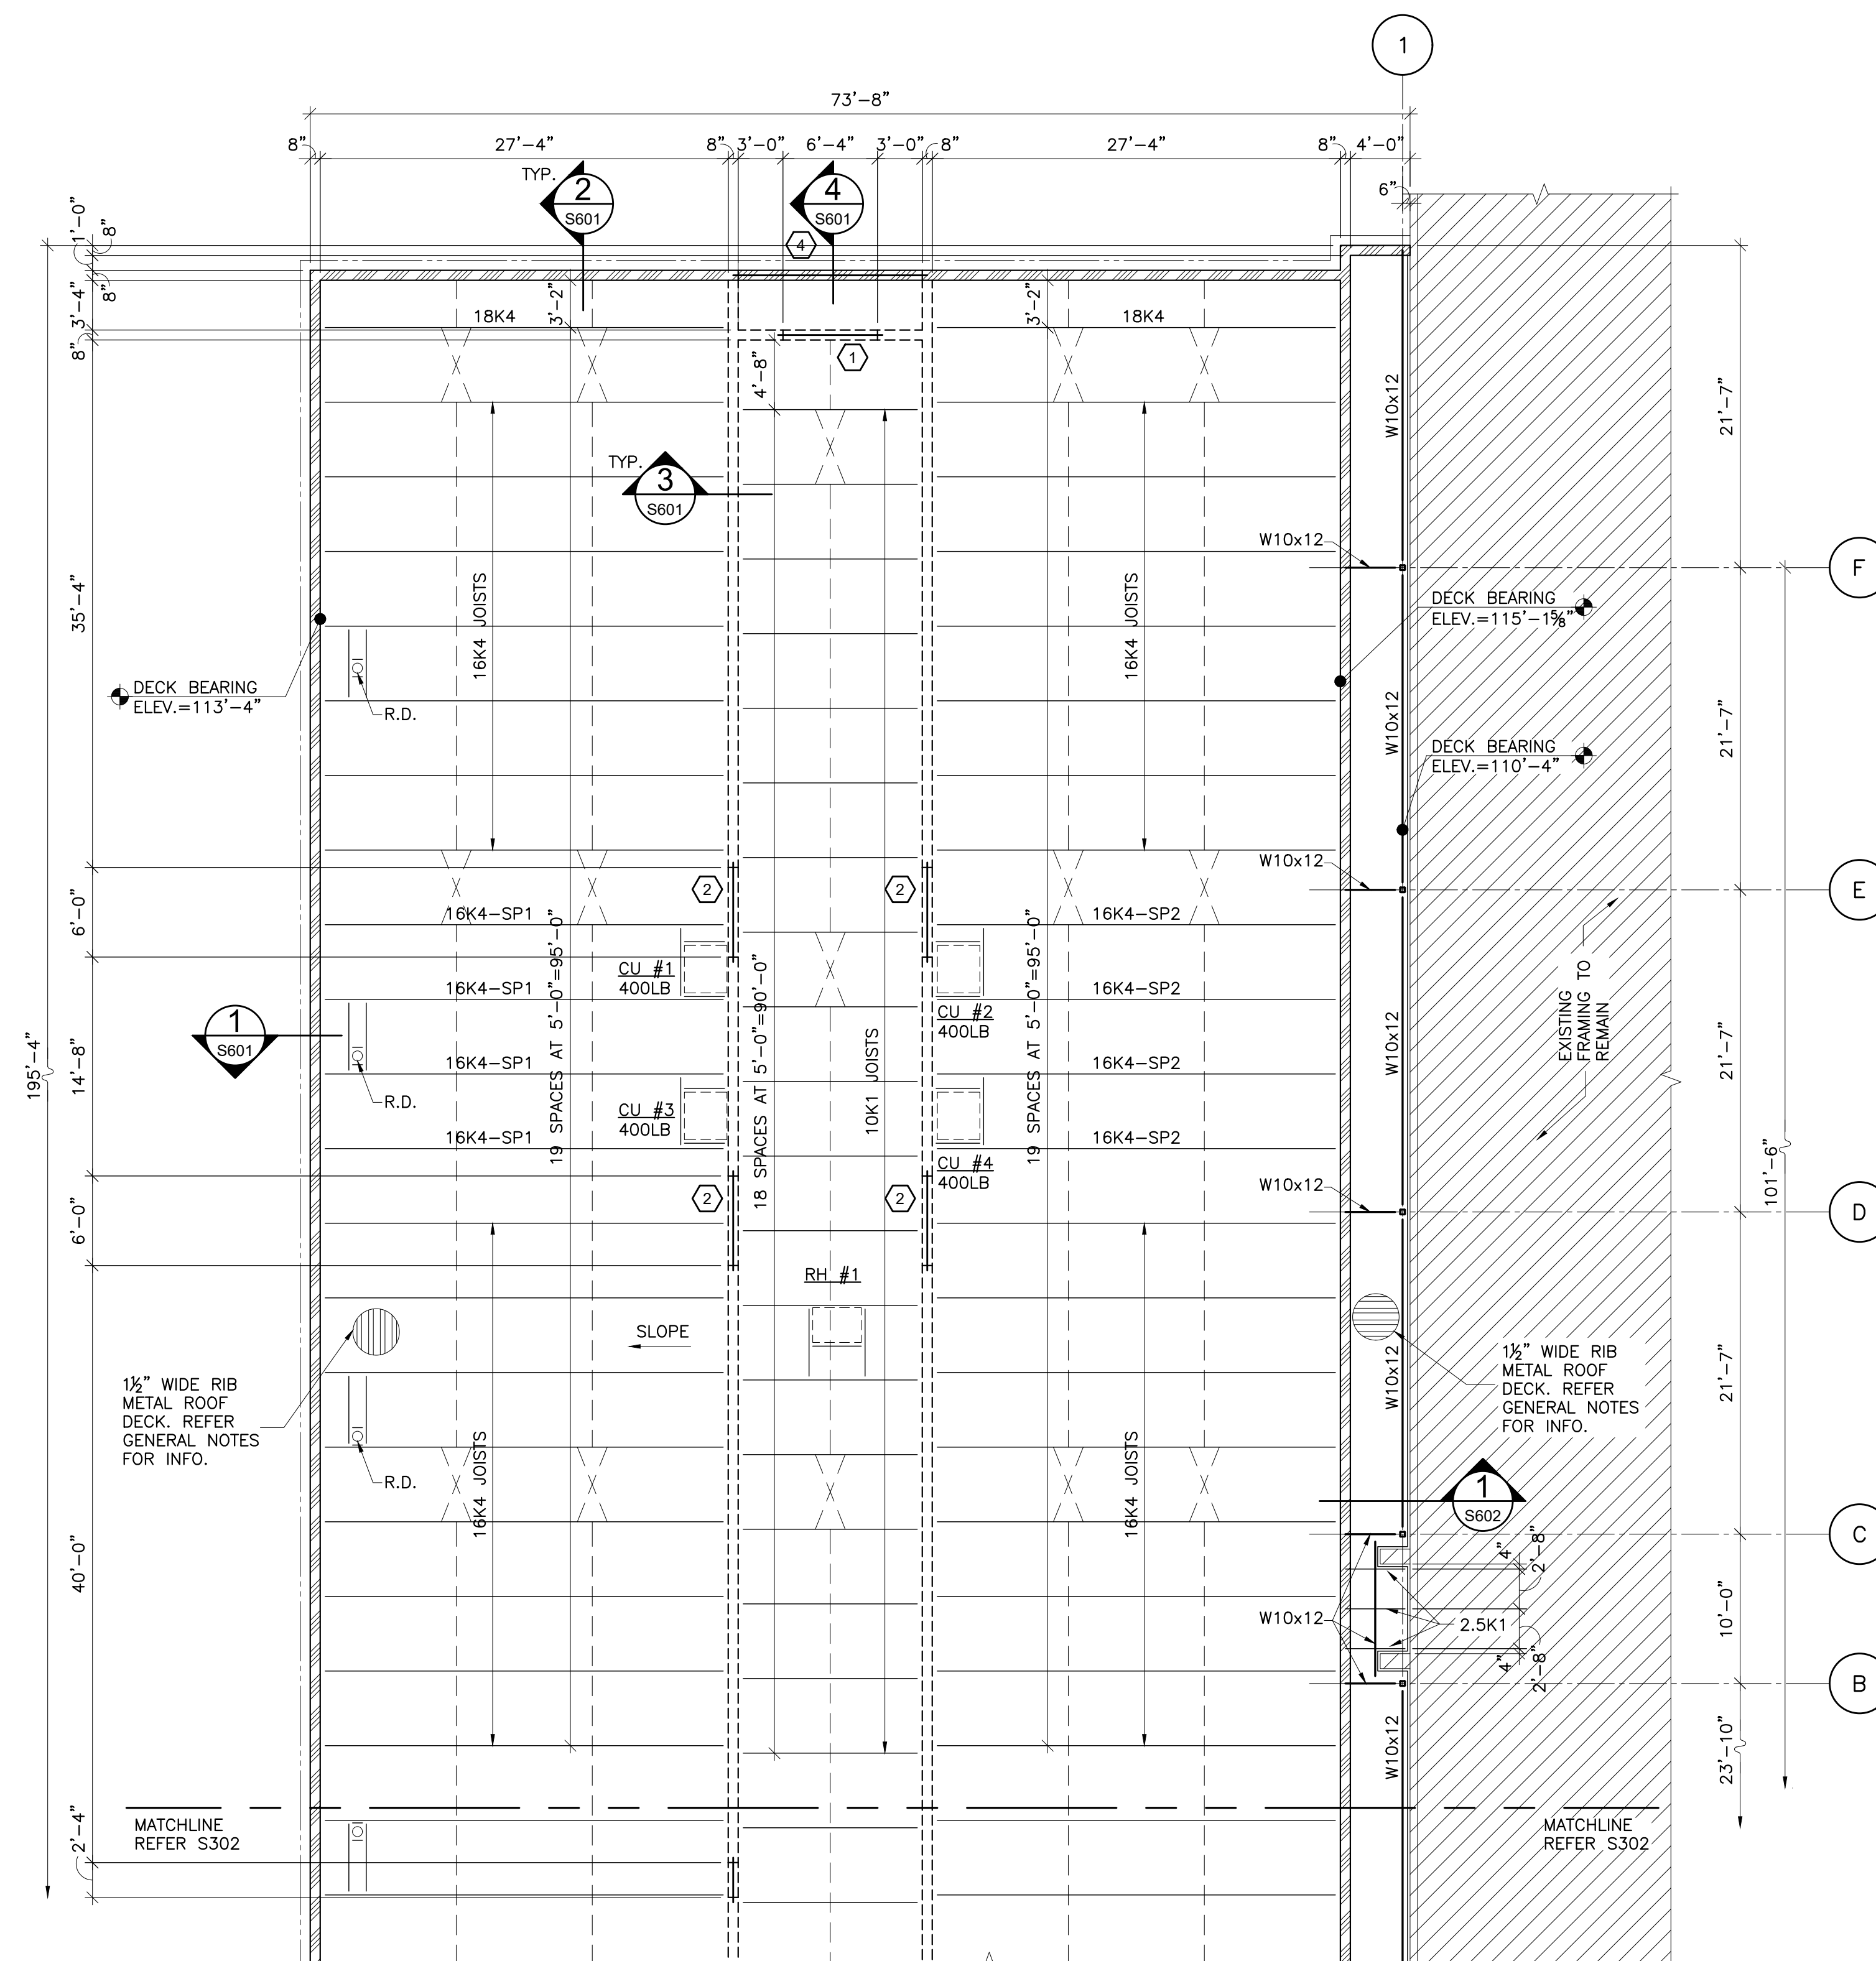 1
73'-8"
8"
27'-4"
8"
3'-0"
6'-4"
3'-0"
8"
27'-4"
8"
4'-0"
6"
TYP.
2
S601
4
S601
4
1'-0"
8"
8"
3'-4"
8"
18K4
3'-2"
18K4
3'-2"
1
4'-8"
W10x12
21'-7"
TYP.
3
S601
W10x12
F
35'-4"
16K4 JOISTS
16K4 JOISTS
DECK BEARING
ELEV.=115'-1⅝"
DECK BEARING
ELEV.=113'-4"
R.D.
W10x12
21'-7"
DECK BEARING
ELEV.=110'-4"
W10x12
E
2
2
6'-0"
16K4-SP1
16K4-SP2
19 SPACES AT 5'-0"=95'-0"
18 SPACES AT 5'-0"=90'-0"
19 SPACES AT 5'-0"=95'-0"
CU #1
400LB
16K4-SP1
16K4-SP2
CU #2
400LB
10K1 JOISTS
EXISTING
FRAMING TO
REMAIN
W10x12
21'-7"
1
S601
195'-4"
14'-8"
16K4-SP1
16K4-SP2
R.D.
CU #3
400LB
16K4-SP1
16K4-SP2
CU #4
400LB
101'-6"
2
2
W10x12
D
6'-0"
RH #1
SLOPE
1½" WIDE RIB
METAL ROOF
DECK. REFER
GENERAL NOTES
FOR INFO.
1½" WIDE RIB
METAL ROOF
DECK. REFER
GENERAL NOTES
FOR INFO.
W10x12
21'-7"
R.D.
16K4 JOISTS
16K4 JOISTS
1
S602
C
40'-0"
4"
2'-8"
W10x12
2.5K1
10'-0"
4"
2'-8"
B
W10x12
23'-10"
MATCHLINE
REFER S302
MATCHLINE
REFER S302
2'-4"